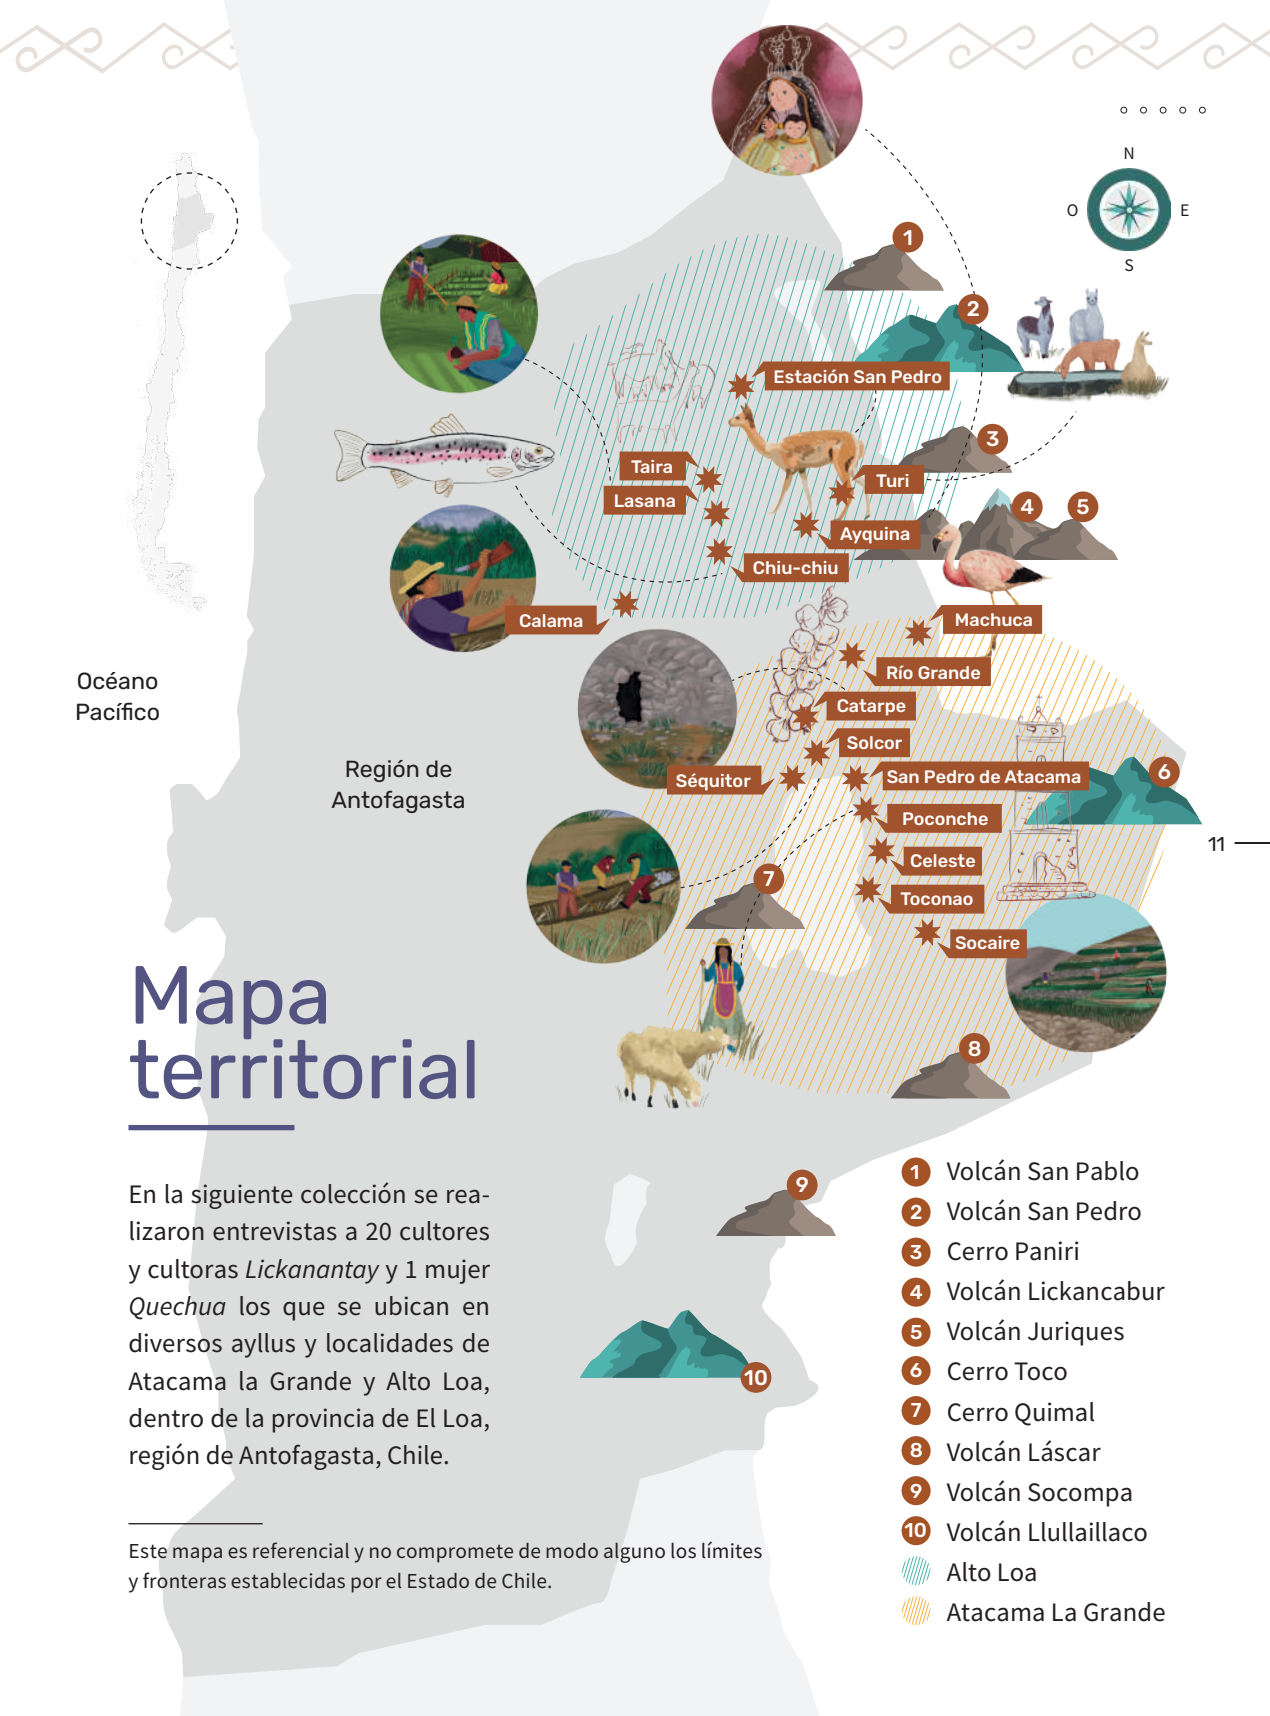 N
O
E
S
1
2
Estación San Pedro
3
Taira
Turi
Lasana
4
5
Ayquina
Chiu-chiu
Calama
Machuca
Río Grande
Océano
Pacífico
Catarpe
Solcor
Región de
Antofagasta
Séquitor
San Pedro de Atacama
6
Poconche
11
Celeste
7
Toconao
Socaire
8
Mapa
territorial
En la siguiente colección se rea-
lizaron entrevistas a 20 cultores
y cultoras Lickanantay y 1 mujer
Quechua los que se ubican en
diversos ayllus y localidades de
Atacama la Grande y Alto Loa,
dentro de la provincia de El Loa,
región de Antofagasta, Chile.
9
10
1 Volcán San Pablo
2 Volcán San Pedro
3 Cerro Paniri
4 Volcán Lickancabur
5 Volcán Juriques
6 Cerro Toco
7 Cerro Quimal
8 Volcán Láscar
9 Volcán Socompa
10 Volcán Llullaillaco
Alto Loa
Atacama La Grande
Este mapa es referencial y no compromete de modo alguno los límites
y fronteras establecidas por el Estado de Chile.